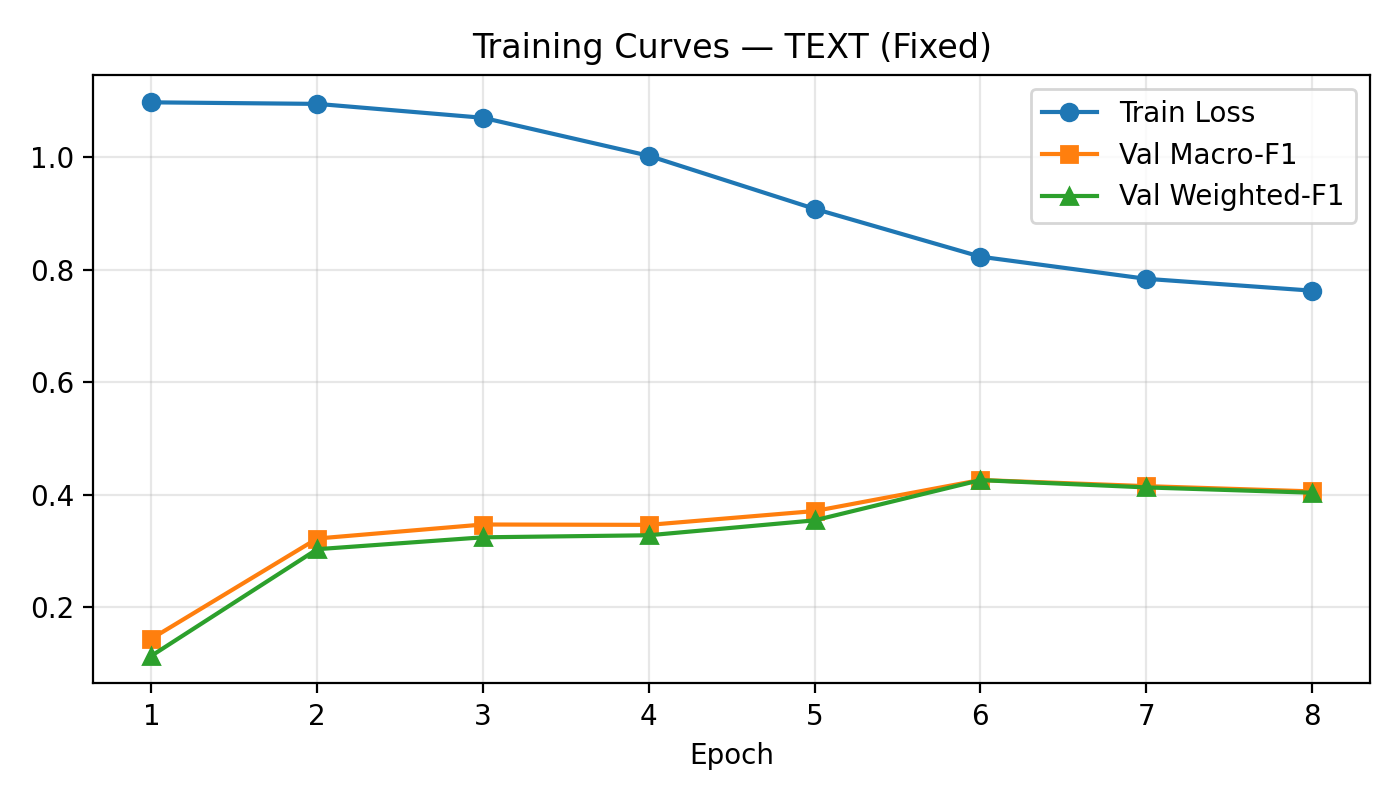 Training Curves — TEXT (Fixed)
Train Loss
Val Macro-F1
Val Weighted-F1
1.0
0.8
0.6
0.4
0.2
1 2 3 4 5 6 7 8
Epoch